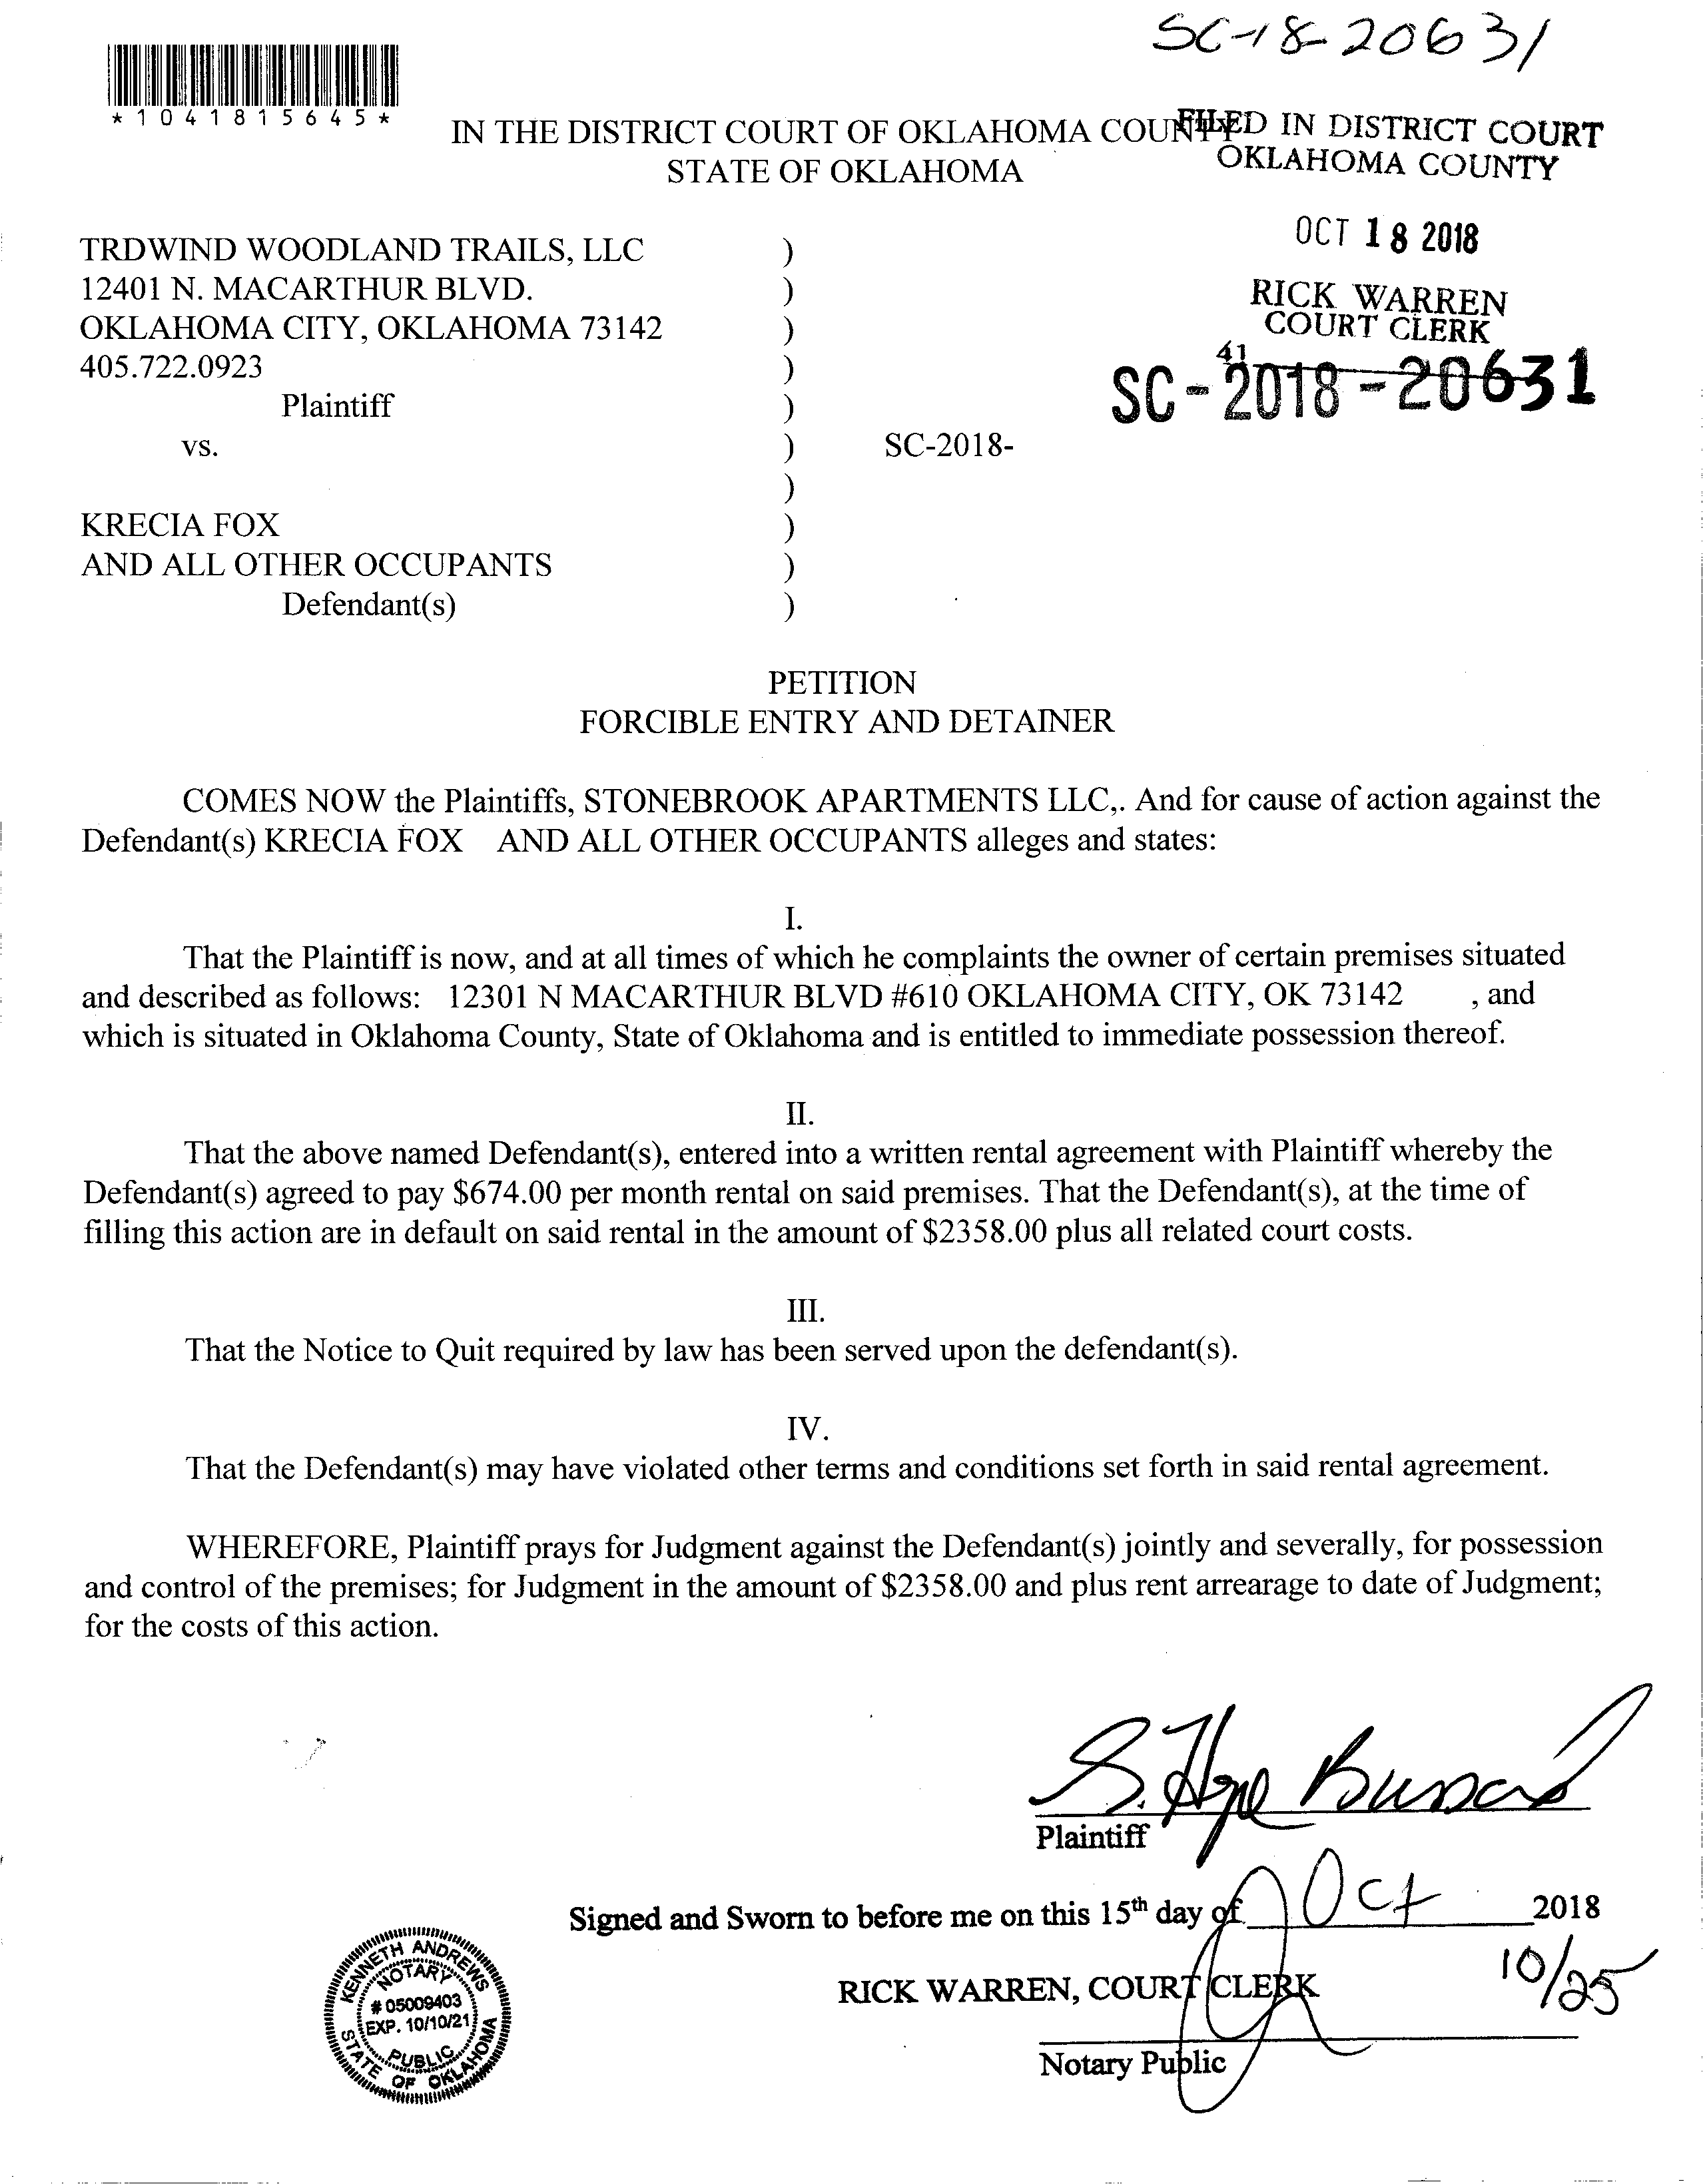 SC-18-20631
*1041815645*
IN THE DISTRICT COURT OF OKLAHOMA COUNTY
STATE OF OKLAHOMA
FILED IN DISTRICT COURT
OKLAHOMA COUNTY
OCT 18 2018
RICK WARREN
COURT CLERK
41
SC-2018-20631
TRDWIND WOODLAND TRAILS, LLC )
12401 N. MACARTHUR BLVD. )
OKLAHOMA CITY, OKLAHOMA 73142 )
405.722.0923 )
Plaintiff )
vs. ) SC-2018-
)
KRECIA FOX )
AND ALL OTHER OCCUPANTS )
Defendant(s) )
PETITION
FORCIBLE ENTRY AND DETAINER
COMES NOW the Plaintiffs, STONEBROOK APARTMENTS LLC,. And for cause of action against the
Defendant(s) KRECIA FOX AND ALL OTHER OCCUPANTS alleges and states:
I.
That the Plaintiff is now, and at all times of which he complaints the owner of certain premises situated
and described as follows: 12301 N MACARTHUR BLVD #610 OKLAHOMA CITY, OK 73142 , and
which is situated in Oklahoma County, State of Oklahoma and is entitled to immediate possession thereof.
II.
That the above named Defendant(s), entered into a written rental agreement with Plaintiff whereby the
Defendant(s) agreed to pay $674.00 per month rental on said premises. That the Defendant(s), at the time of
filling this action are in default on said rental in the amount of $2358.00 plus all related court costs.
III.
That the Notice to Quit required by law has been served upon the defendant(s).
IV.
That the Defendant(s) may have violated other terms and conditions set forth in said rental agreement.
WHEREFORE, Plaintiff prays for Judgment against the Defendant(s) jointly and severally, for possession
and control of the premises; for Judgment in the amount of $2358.00 and plus rent arrearage to date of Judgment;
for the costs of this action.
S. Hope
Plaintiff
Signed and Sworn to before me on this 15th day of Oct 2018
RICK WARREN, COURT CLERK
10/25
Notary Public
KENNETH ANDREWS
NOTARY
# 05009403
EXP. 10/10/21
PUBLIC
STATE OF OKLAHOMA